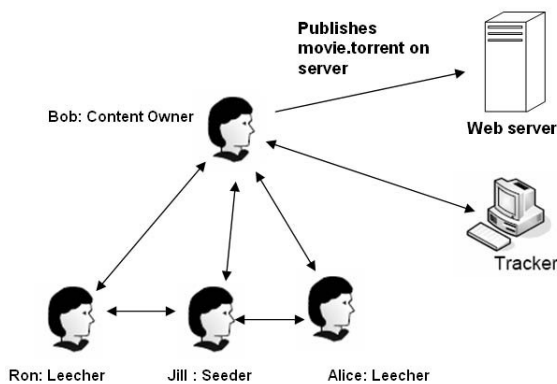 Publishes
movie.torrent on
server
Bob: Content Owner
Web server
Tracker
Ron: Leecher
Jill : Seeder
Alice: Leecher